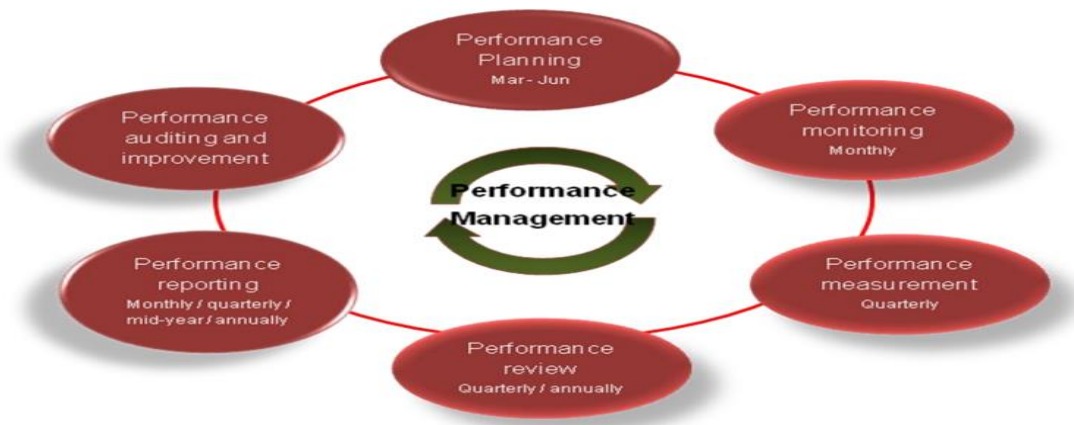 Performance
Planning
Mar - Jun
Performance
monitoring
Monthly
Performance
measurement
Quarterly
Performance
review
Quarterly / annually
Performance
reporting
Monthly / quarterly /
mid-year / annually
Performance
auditing and
improvement
Performance
Management